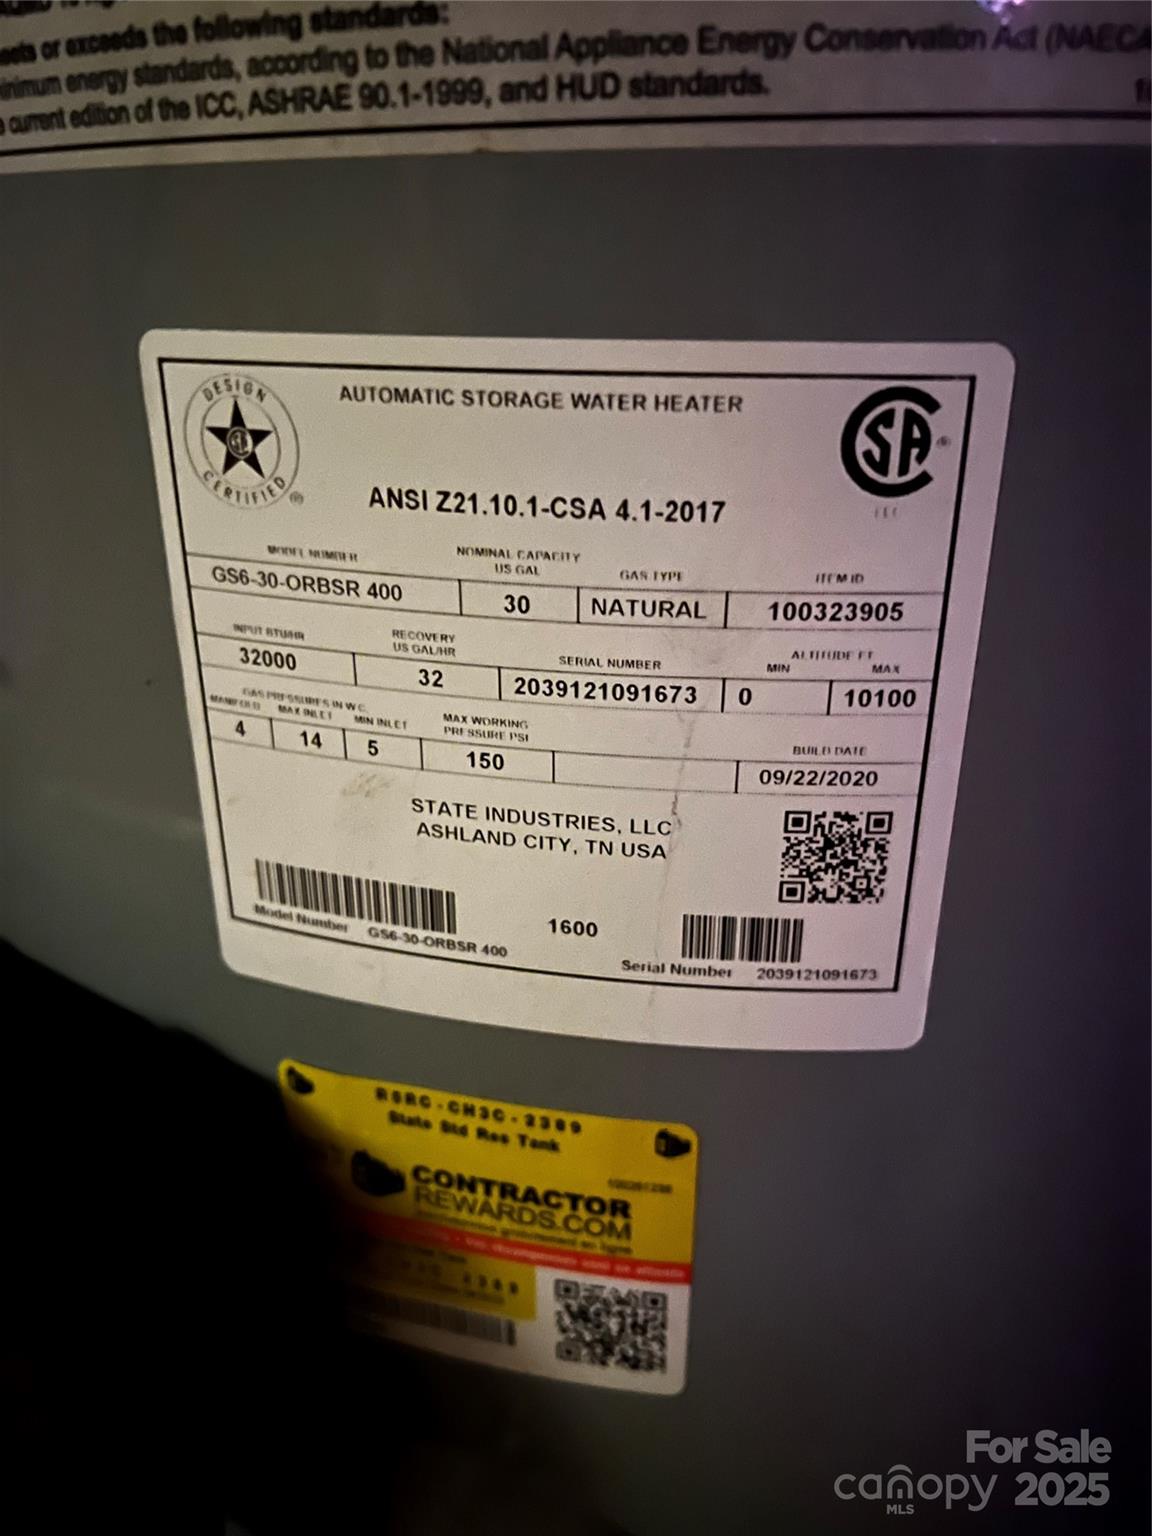 eets or exceeds the following standards:
inimum energy standards, according to the National Appliance Energy Conservation Act (NAECA
e current edition of the ICC, ASHRAE 90.1-1999, and HUD standards.
DESIGN
CERTIFIED
AUTOMATIC STORAGE WATER HEATER
ANSI Z21.10.1-CSA 4.1-2017
MODEL NUMBER NOMINAL CAPACITY US GAL GAS TYPE ITEM ID
GS6-30-ORBSR 400 30 NATURAL 100323905
INPUT BTU/HR RECOVERY US GAL/HR SERIAL NUMBER ALTITUDE FT MIN MAX
32000 32 2039121091673 0 10100
GAS PRESSURES IN W.C.
MANIFOLD MAX INLET MIN INLET MAX WORKING PRESSURE PSI BUILD DATE
4 14 5 150 09/22/2020
STATE INDUSTRIES, LLC
ASHLAND CITY, TN USA
1600
Model Number GS6-30-ORBSR 400
Serial Number 2039121091673
RSRC-CH3C-2389
State Std Res Tank
CONTRACTOR
REWARDS.COM
For Sale
canopy 2025
MLS